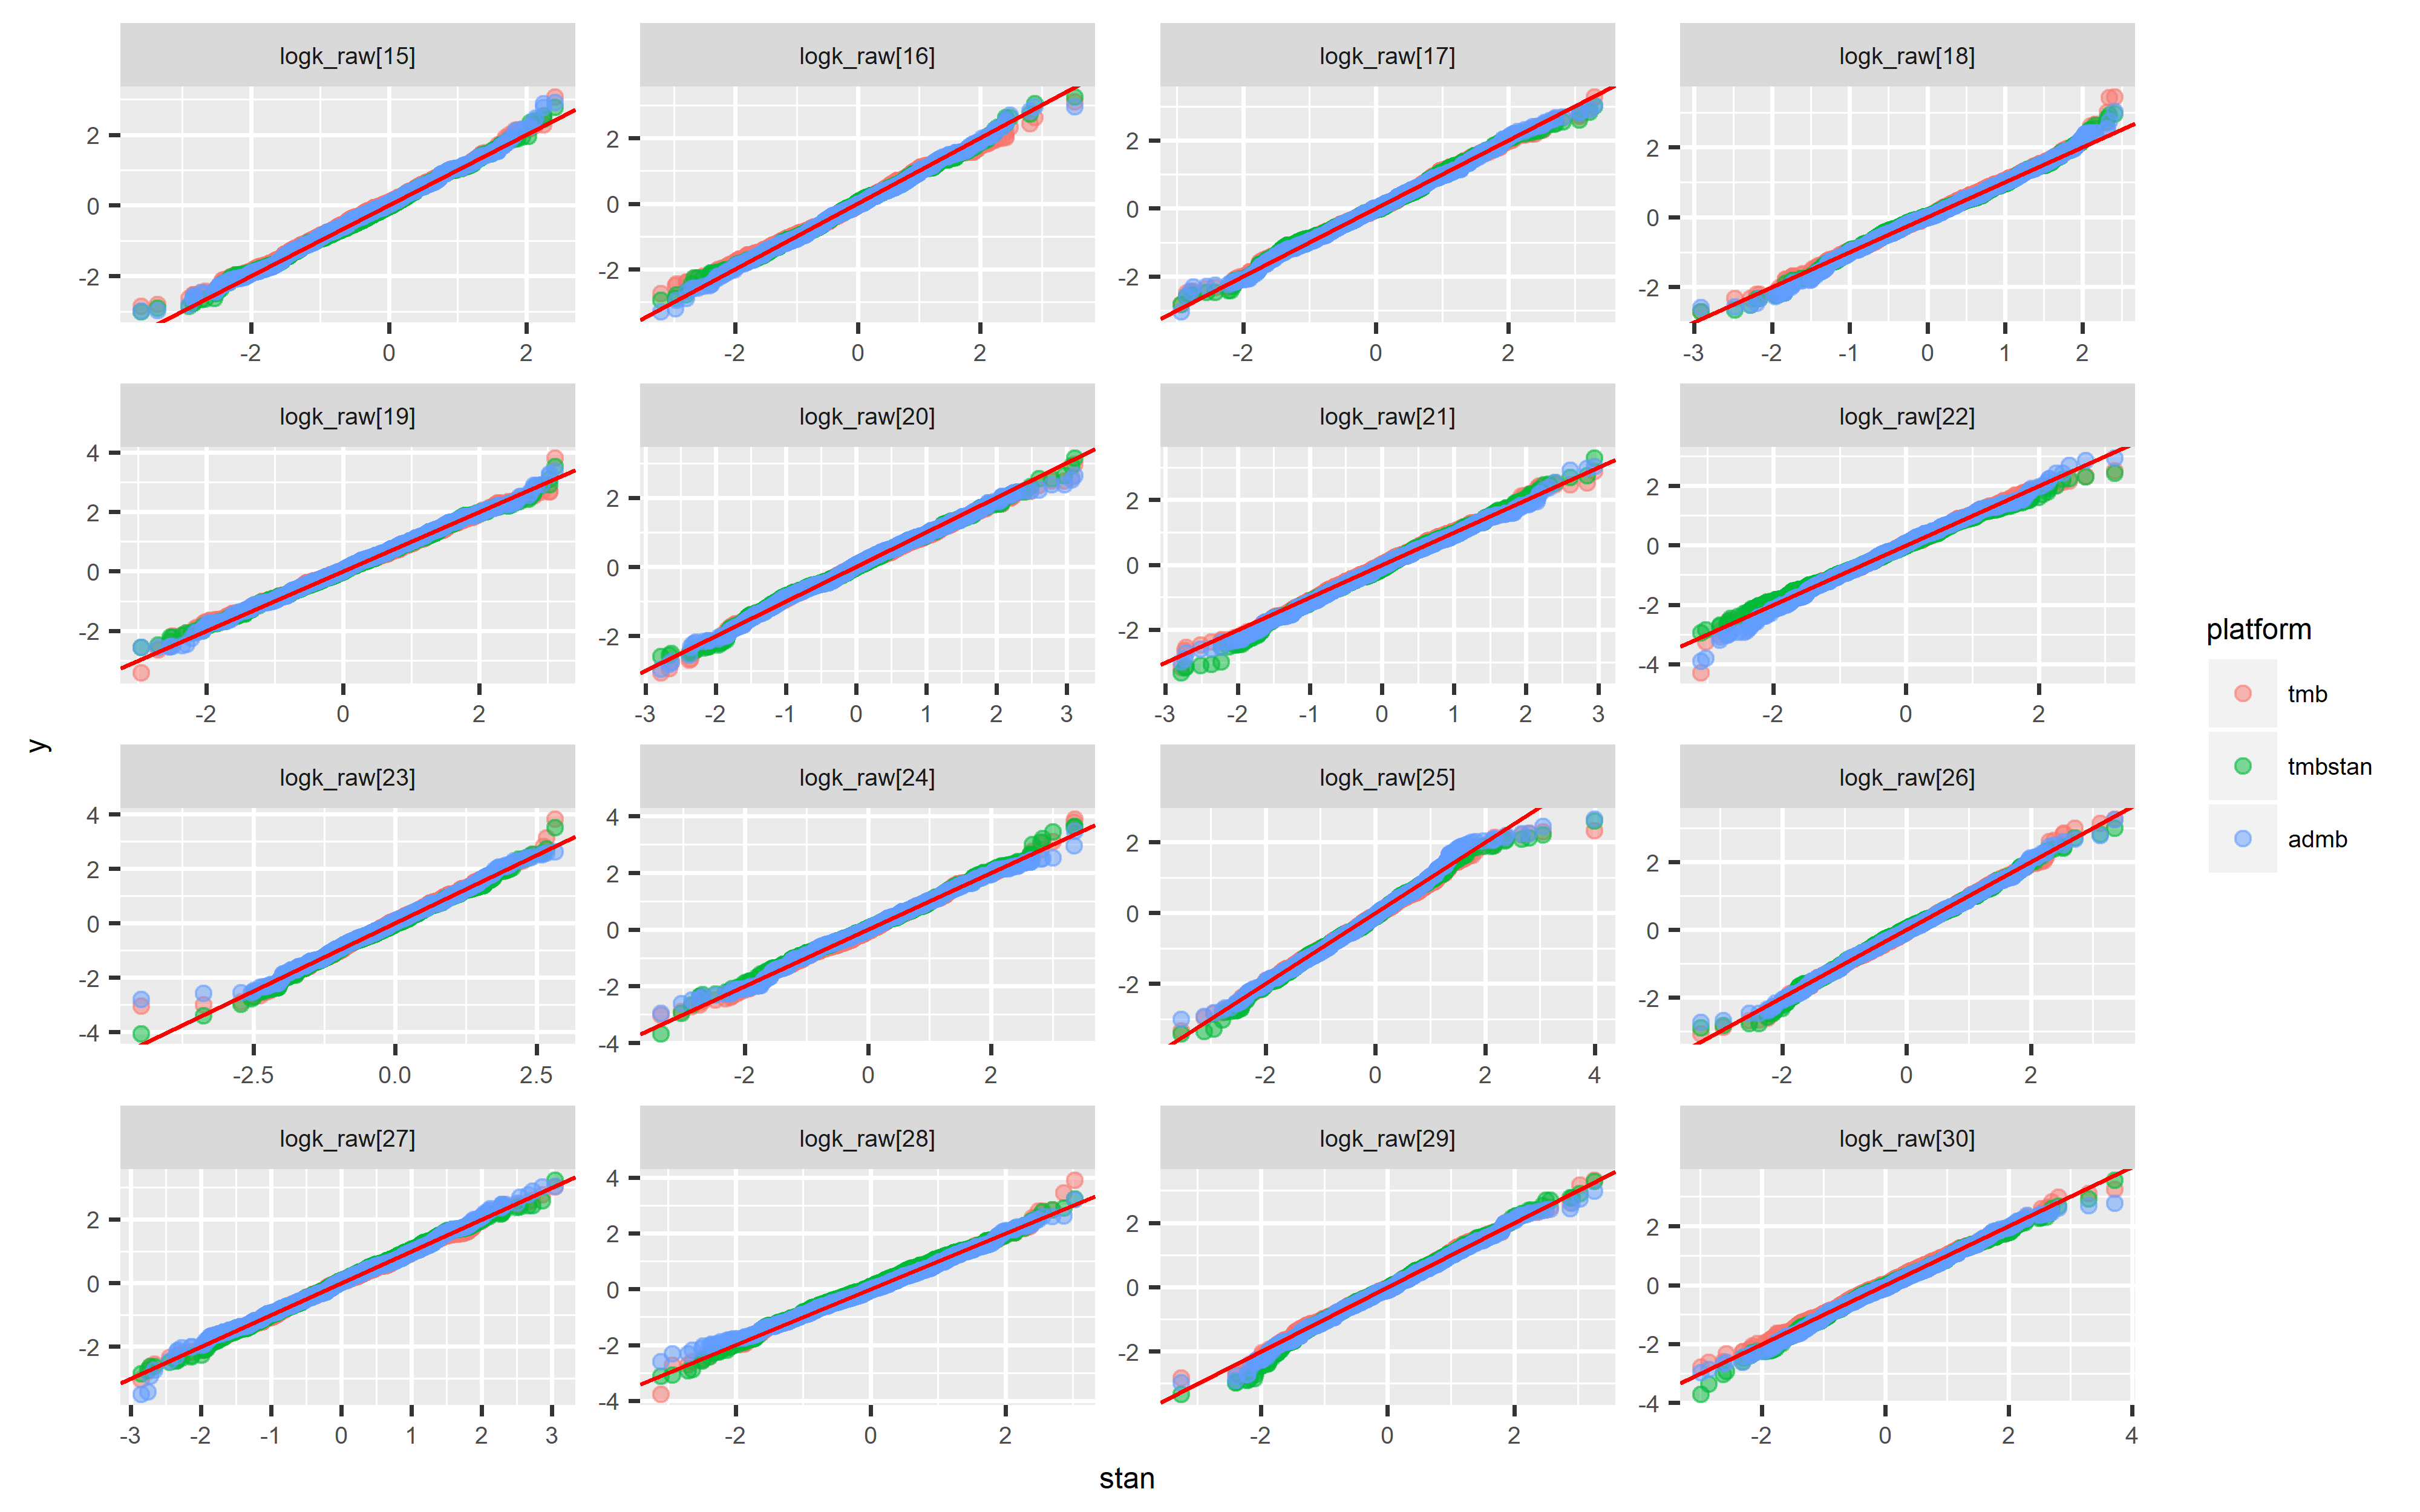 logk_raw[15] logk_raw[16] logk_raw[17] logk_raw[18]
2 2 2 2
0 0 0 0
-2 -2 -2 -2
-2 0 2 -2 0 2 -2 0 2 -3 -2 -1 0 1 2
logk_raw[19] logk_raw[20] logk_raw[21] logk_raw[22]
4
2 2 2 2
0 0 0 0
-2 -2 -2 -2
-4
-2 0 2 -3 -2 -1 0 1 2 3 -3 -2 -1 0 1 2 3 -2 0 2
platform
tmb
tmbstan
admb
y
logk_raw[23] logk_raw[24] logk_raw[25] logk_raw[26]
4 4
2 2 2 2
0 0 0 0
-2 -2 -2 -2
-4 -4
-2.5 0.0 2.5 -2 0 2 -2 0 2 4 -2 0 2
logk_raw[27] logk_raw[28] logk_raw[29] logk_raw[30]
4
2 2 2 2
0 0 0 0
-2 -2 -2 -2
-4 -4
-3 -2 -1 0 1 2 3 -2 0 2 -2 0 2 -2 0 2 4
stan